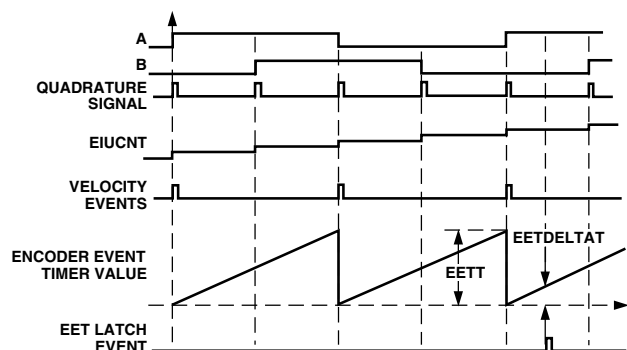 A
B
QUADRATURE
SIGNAL
EIUCNT
VELOCITY
EVENTS
ENCODER EVENT
TIMER VALUE
EETT
EETDELTAT
EET LATCH
EVENT